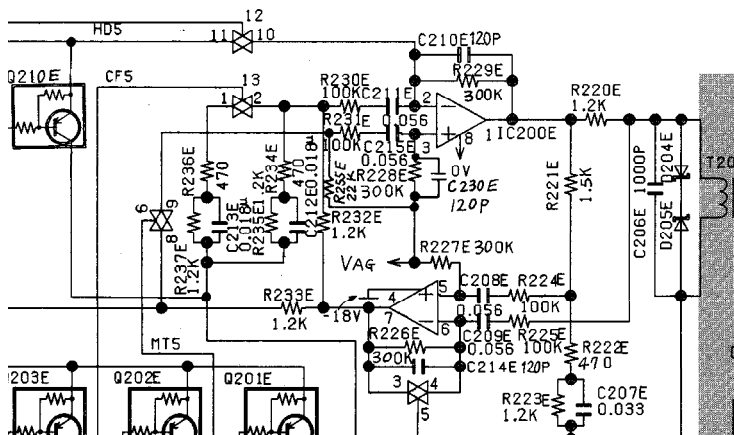 12
HD5
11
10
C210E 120P
Q210E
CF5
13
R229E
300K
R230E
100K
C211E
0.056
1
2
2
R220E
1.2K
R231E
100K
C215E
0.056
3
8
1
IC200E
0V
R236E
470
R234E
470
R228E
300K
C230E
120P
R221E
1.5K
C206E 1000P
D204E
D205E
T20
6
9
8
R237E
1.2K
C213E
0.018µ
R235E
1.2K
C212E
0.018µ
R232E
1.2K
R227E 300K
VAG
C208E
0.056
R224E
100K
R233E
1.2K
-18V
4
7
5
6
C209E
0.056
R225E
100K
R226E
300K
C214E 120P
R222E
470
MT5
3
4
5
R223E
1.2K
C207E
0.033
Q203E
Q202E
Q201E